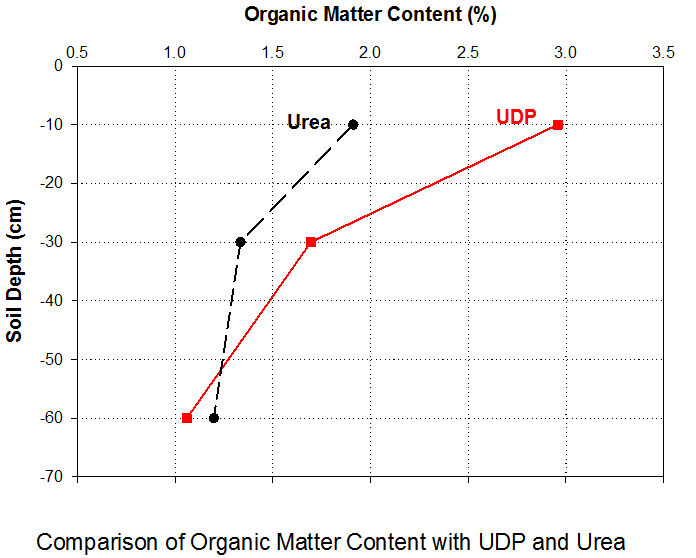 Organic Matter Content (%)
0.5 1.0 1.5 2.0 2.5 3.0 3.5
0
-10
-20
-30
-40
-50
-60
-70
Soil Depth (cm)
Urea
UDP
Comparison of Organic Matter Content with UDP and Urea